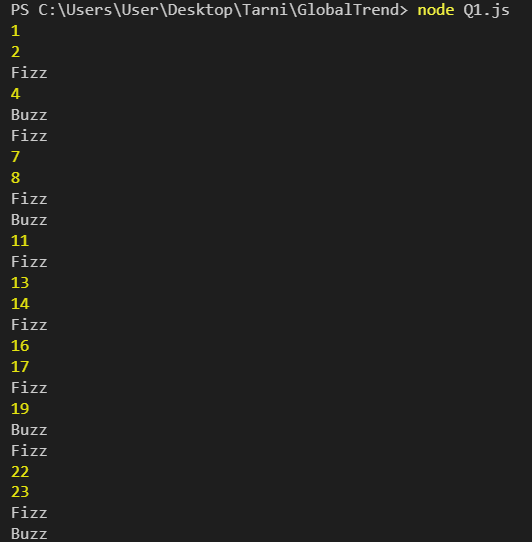 PS C:\Users\User\Desktop\Tarni\GlobalTrend> node Q1.js
1
2
Fizz
4
Buzz
Fizz
7
8
Fizz
Buzz
11
Fizz
13
14
Fizz
16
17
Fizz
19
Buzz
Fizz
22
23
Fizz
Buzz